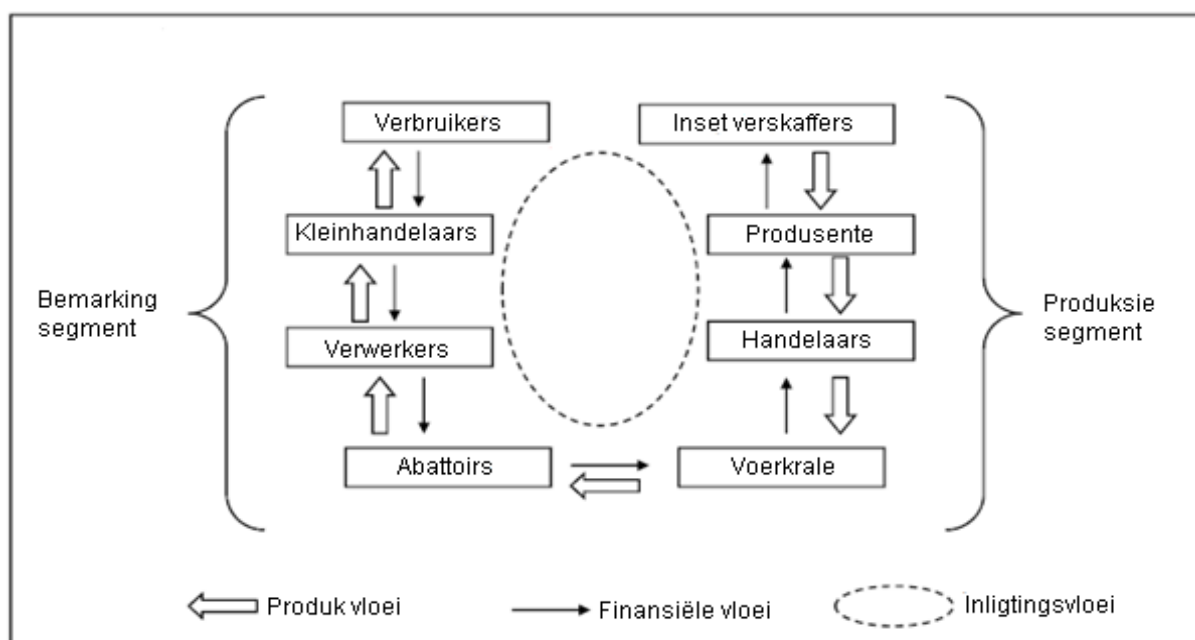 Verbruikers
Inset verskaffers
Kleinhandelaars
Produsente
Bemarking
segment
Produksie
segment
Verwerkers
Handelaars
Abattoirs
Voerkrale
Produk vloei
Finansiële vloei
Inligtingsvloei